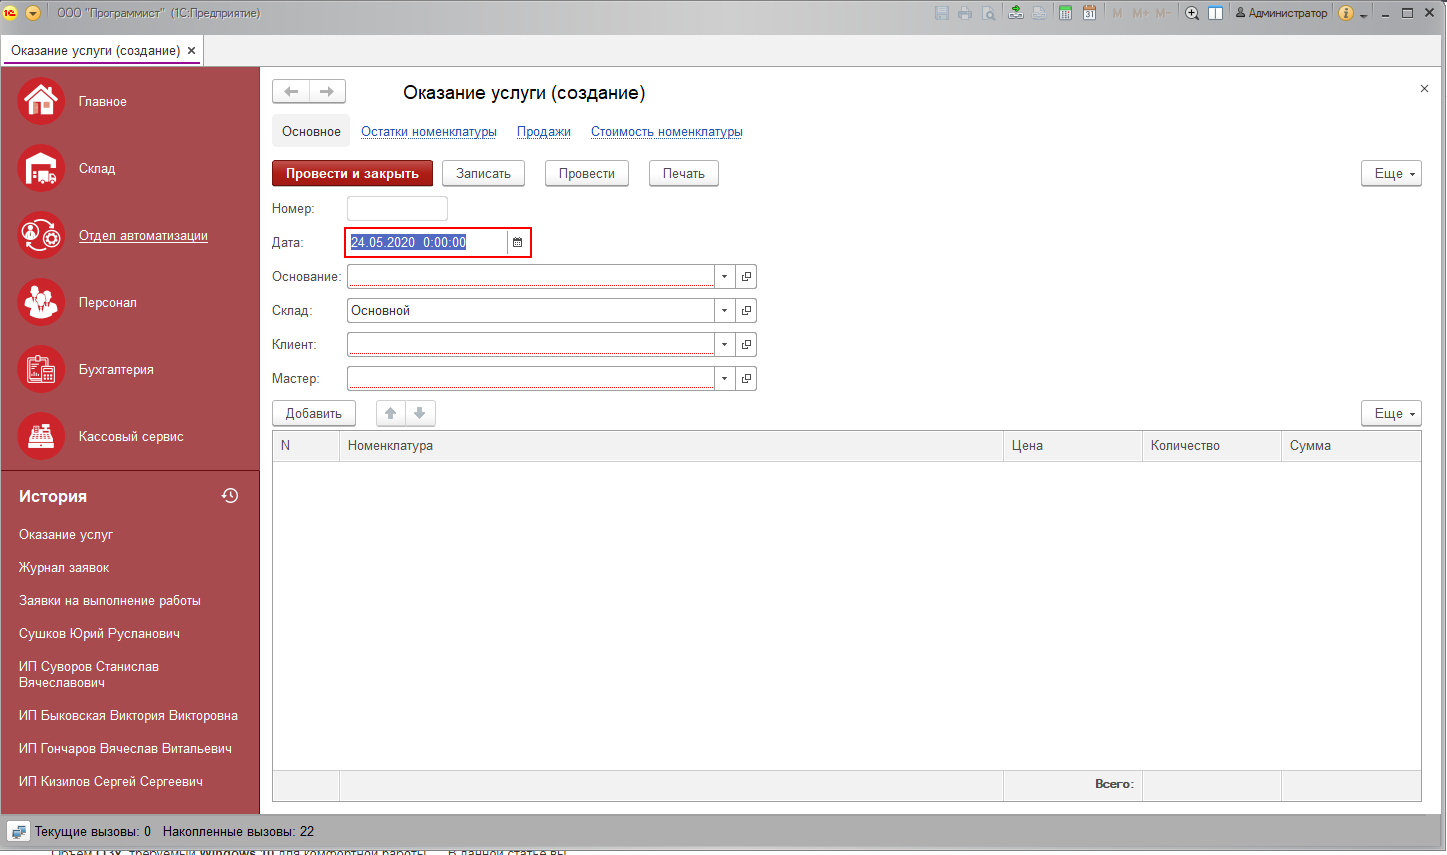 ООО "Программист" (1С:Предприятие)
M M+ M-
Администратор
Оказание услуги (создание)
Главное
Склад
Отдел автоматизации
Персонал
Бухгалтерия
Кассовый сервис
История
Оказание услуг
Журнал заявок
Заявки на выполнение работы
Сушков Юрий Русланович
ИП Суворов Станислав
Вячеславович
ИП Быковская Виктория Викторовна
ИП Гончаров Вячеслав Витальевич
ИП Кизилов Сергей Сергеевич
Оказание услуги (создание)
Основное Остатки номенклатуры Продажи Стоимость номенклатуры
Провести и закрыть Записать Провести Печать Еще
Номер:
Дата: 24.05.2020 0:00:00
Основание:
Склад: Основной
Клиент:
Мастер:
Добавить Еще
N Номенклатура Цена Количество Сумма
Всего:
Текущие вызовы: 0 Накопленные вызовы: 22